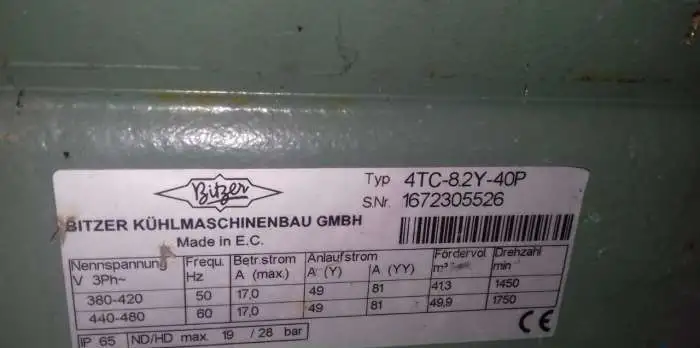 Bitzer
Typ 4TC-8.2Y-40P
S.Nr. 1672305526
BITZER KÜHLMASCHINENBAU GMBH
Made in E.C.
Nennspannung Frequ. Betr.strom Anlaufstrom Fördervol. Drehzahl
V 3Ph~ Hz A (max.) A (Y) A (YY) m³ min
380-420 50 17,0 49 81 41,3 1450
440-480 60 17,0 49 81 49,9 1750
IP 65 ND/HD max. 19 / 28 bar CE